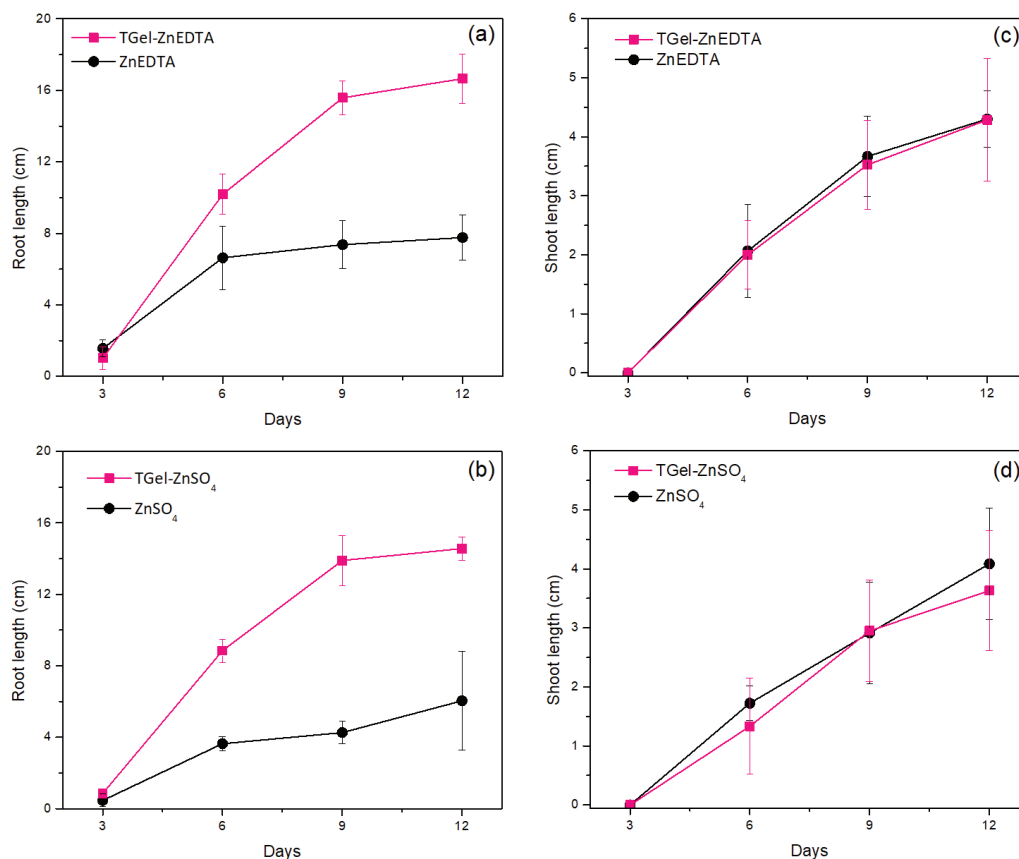 (a)
TGel-ZnEDTA
ZnEDTA
Root length (cm)
20
16
12
8
4
0
3 6 9 12
Days
(c)
TGel-ZnEDTA
ZnEDTA
Shoot length (cm)
6
5
4
3
2
1
0
3 6 9 12
Days
(b)
TGel-ZnSO₄
ZnSO₄
Root length (cm)
20
16
12
8
4
0
3 6 9 12
Days
(d)
TGel-ZnSO₄
ZnSO₄
Shoot length (cm)
6
5
4
3
2
1
0
3 6 9 12
Days